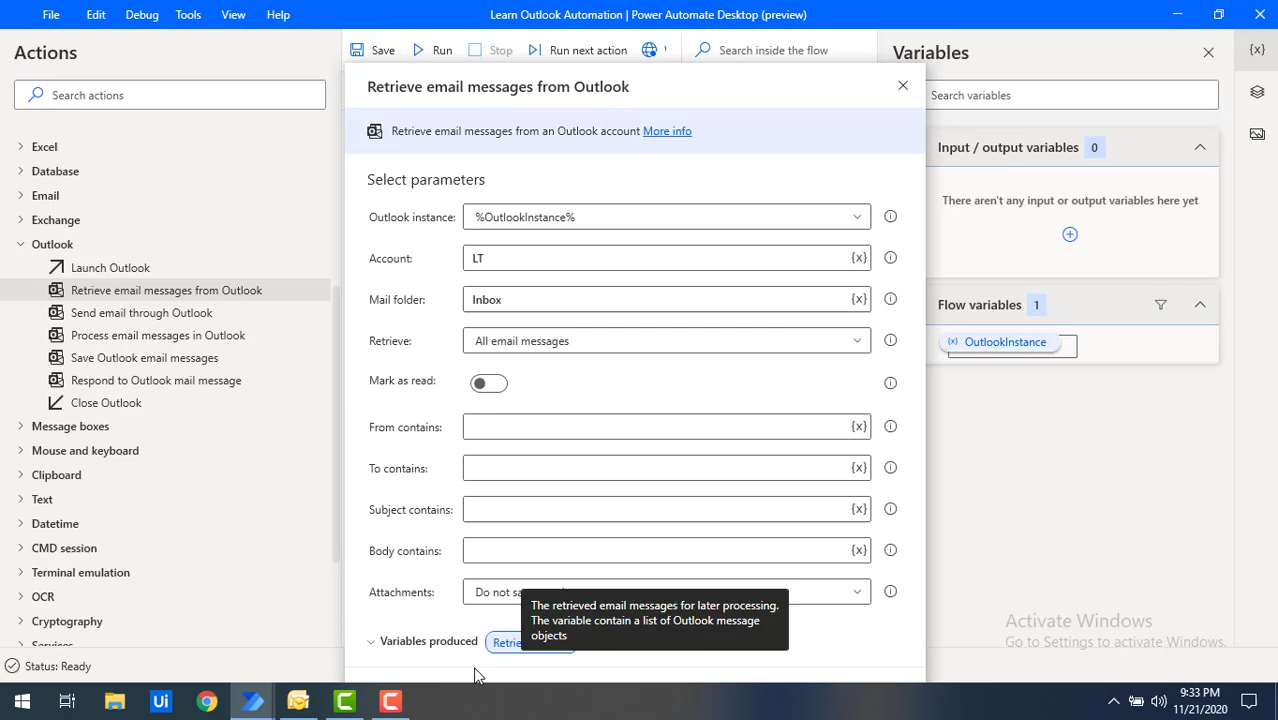 File Edit Debug Tools View Help
Learn Outlook Automation | Power Automate Desktop (preview)
Actions
Search actions
Excel
Database
Email
Exchange
Outlook
Launch Outlook
Retrieve email messages from Outlook
Send email through Outlook
Process email messages in Outlook
Save Outlook email messages
Respond to Outlook mail message
Close Outlook
Message boxes
Mouse and keyboard
Clipboard
Text
Datetime
CMD session
Terminal emulation
OCR
Cryptography
Services
Save Run Stop Run next action
Search inside the flow
Retrieve email messages from Outlook
Retrieve email messages from an Outlook account More info
Select parameters
Outlook instance: %OutlookInstance%
Account: LT {x}
Mail folder: Inbox {x}
Retrieve: All email messages
Mark as read:
From contains: {x}
To contains: {x}
Subject contains: {x}
Body contains: {x}
Attachments: Do not
The retrieved email messages for later processing.
The variable contain a list of Outlook message
objects
Variables produced Retrie
Variables {x}
Search variables
Input / output variables 0
There aren't any input or output variables here yet
Flow variables 1
(x) OutlookInstance
Activate Windows
Go to Settings to activate Windows.
Status: Ready
Ui
9:33 PM
11/21/2020